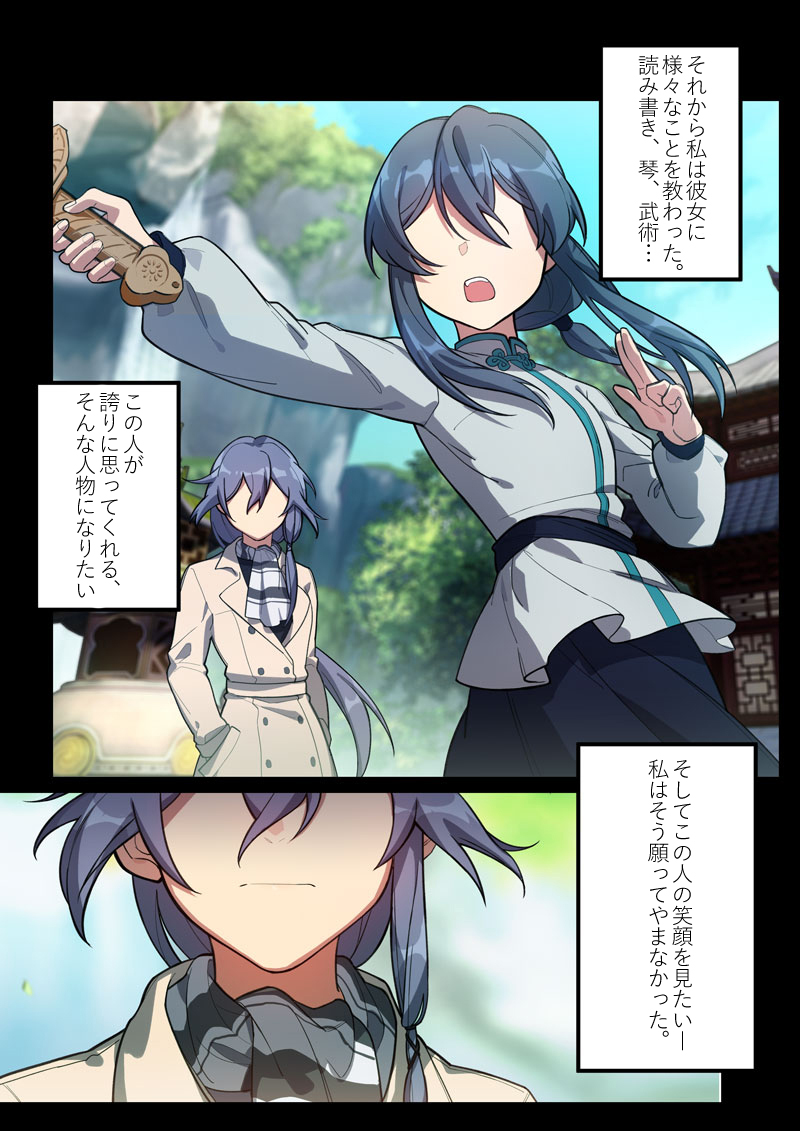 それから私は彼女に
様々なことを教わった。
読み書き、琴、武術…
この人が
誇りに思ってくれる、
そんな人物になりたい
そしてこの人の笑顔を見たい―
私はそう願ってやまなかった。